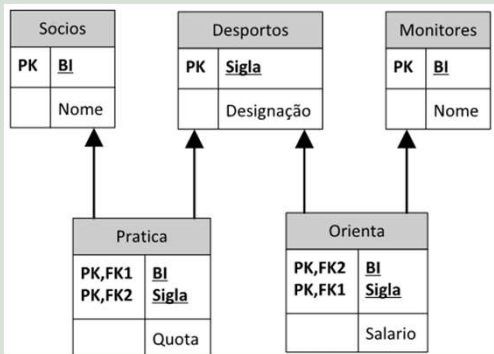 Socios
PK BI
Nome
Desportos
PK Sigla
Designação
Monitores
PK BI
Nome
Pratica
PK,FK1 BI
PK,FK2 Sigla
Quota
Orienta
PK,FK2 BI
PK,FK1 Sigla
Salario